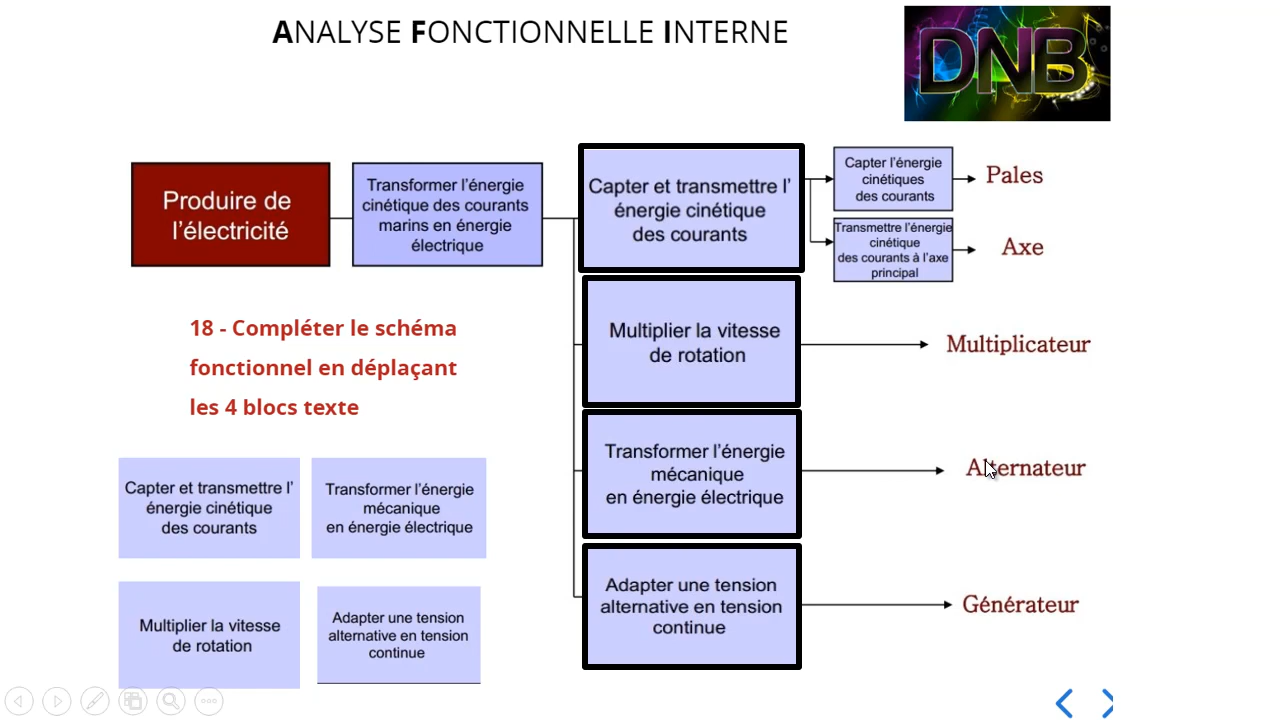 ANALYSE FONCTIONNELLE INTERNE
DNB
Produire de
l’électricité
Transformer l’énergie
cinétique des courants
marins en énergie
électrique
Capter et transmettre l’
énergie cinétique
des courants
Capter l’énergie
cinétiques
des courants
Pales
Transmettre l’énergie
cinétique
des courants à l’axe
principal
Axe
Multiplier la vitesse
de rotation
Multiplicateur
Transformer l’énergie
mécanique
en énergie électrique
Alternateur
Adapter une tension
alternative en tension
continue
Générateur
18 - Compléter le schéma
fonctionnel en déplaçant
les 4 blocs texte
Capter et transmettre l’
énergie cinétique
des courants
Transformer l’énergie
mécanique
en énergie électrique
Multiplier la vitesse
de rotation
Adapter une tension
alternative en tension
continue